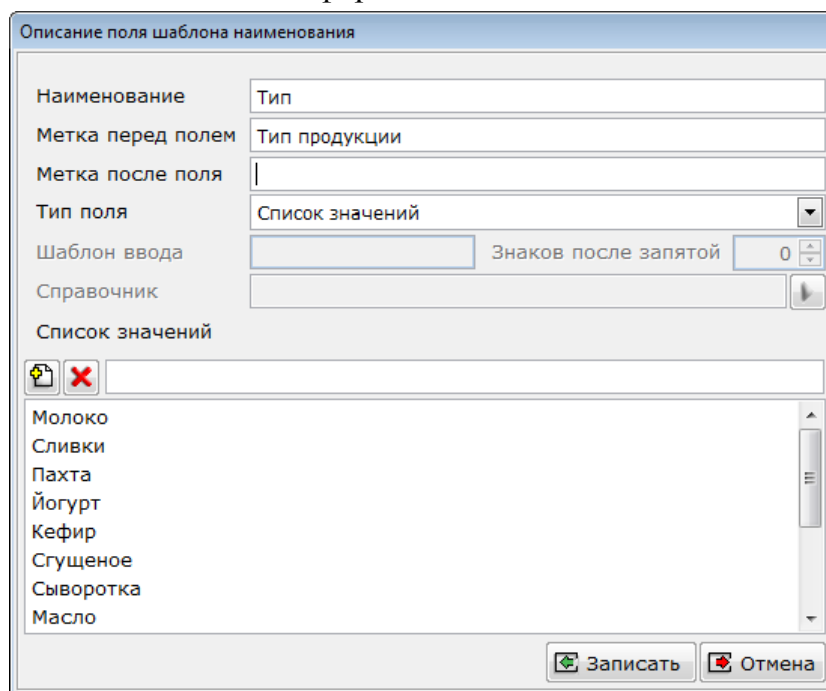 Описание поля шаблона наименования
Наименование Тип
Метка перед полем Тип продукции
Метка после поля
Тип поля Список значений
Шаблон ввода Знаков после запятой 0
Справочник
Список значений
Молоко
Сливки
Пахта
Йогурт
Кефир
Сгущеное
Сыворотка
Масло
Записать Отмена